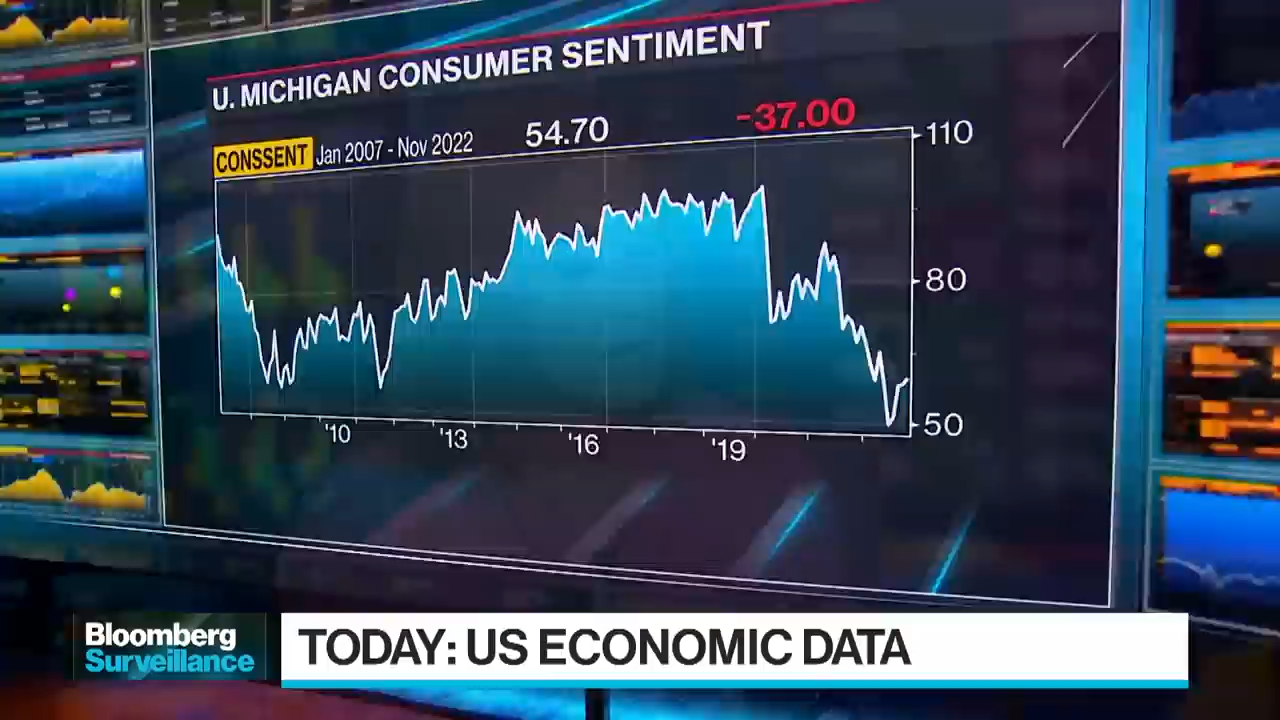 U. MICHIGAN CONSUMER SENTIMENT
CONSSENT Jan 2007 - Nov 2022 54.70 -37.00
110
80
50
'10 '13 '16 '19
Bloomberg
Surveillance
TODAY: US ECONOMIC DATA